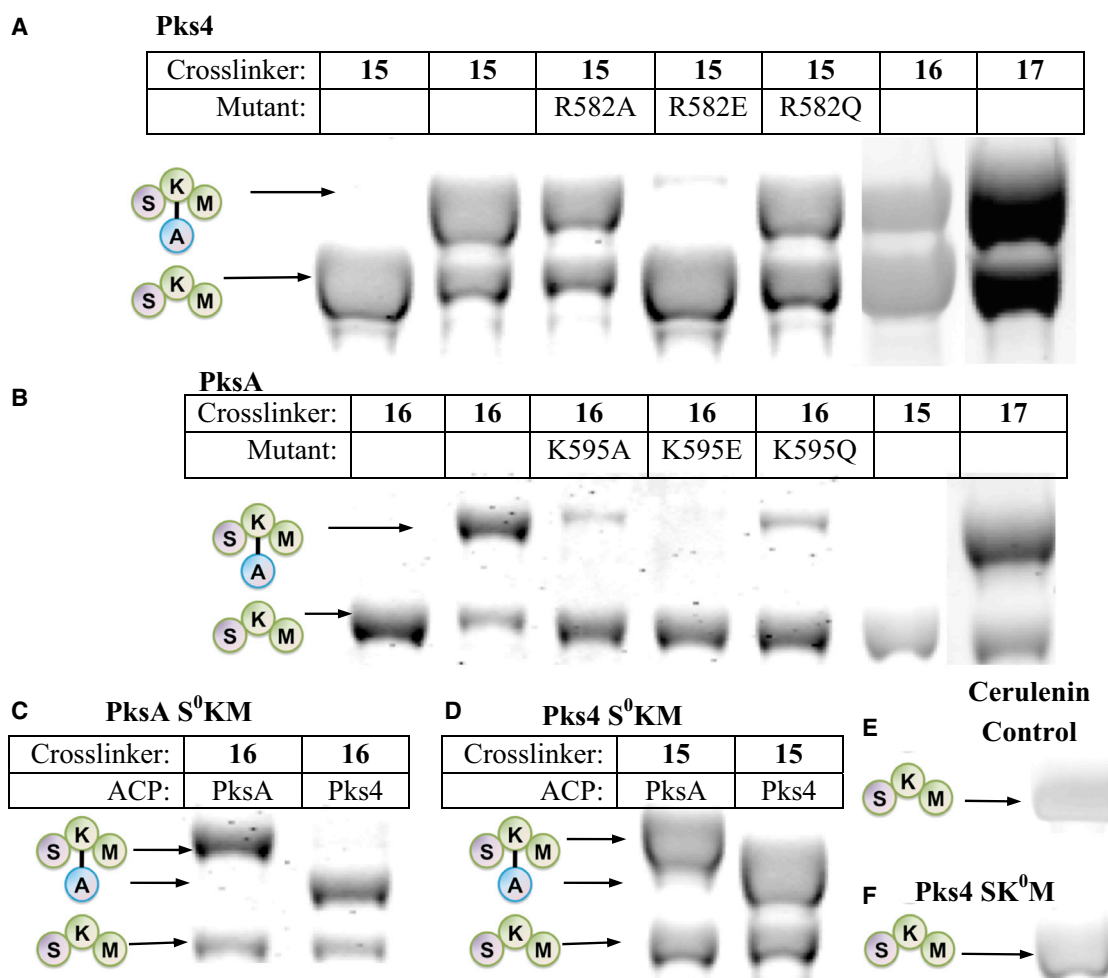 A
Pks4
Crosslinker: 15 15 15 15 15 16 17
Mutant: R582A R582E R582Q
S K M
A
S K M
B
PksA
Crosslinker: 16 16 16 16 16 15 17
Mutant: K595A K595E K595Q
S K M
A
S K M
C
PksA S⁰KM
Crosslinker: 16 16
ACP: PksA Pks4
S K M
A
S K M
D
Pks4 S⁰KM
Crosslinker: 15 15
ACP: PksA Pks4
S K M
A
S K M
E
Cerulenin
Control
S K M
F
Pks4 SK⁰M
S K M